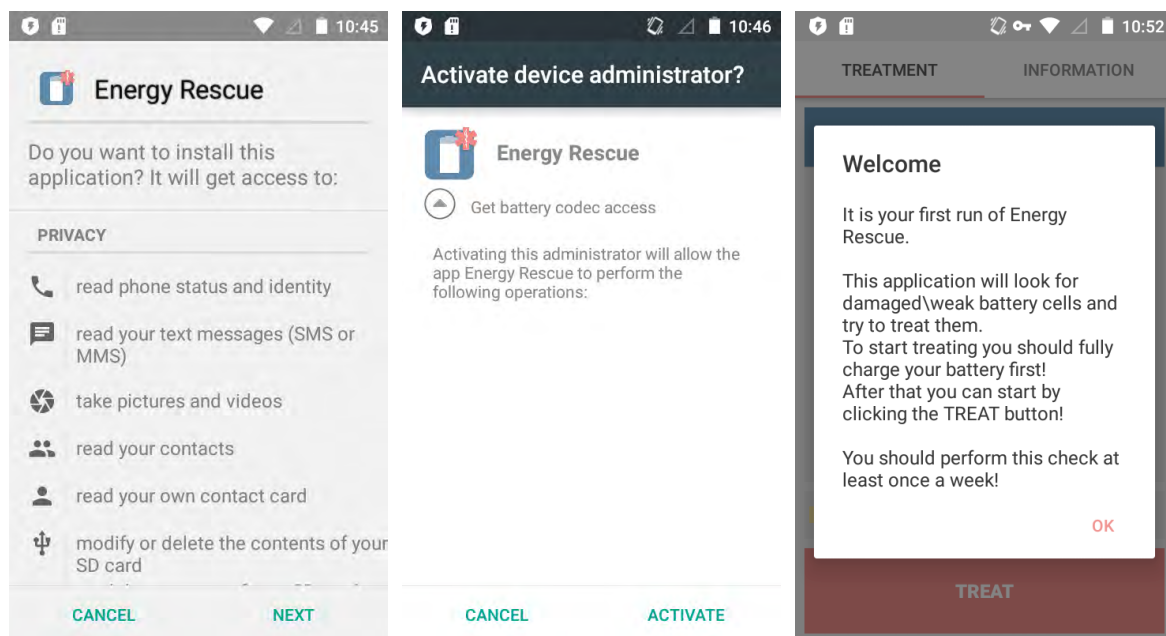 10:45
Energy Rescue
Do you want to install this
application? It will get access to:
PRIVACY
read phone status and identity
read your text messages (SMS or
MMS)
take pictures and videos
read your contacts
read your own contact card
modify or delete the contents of your
SD card
CANCEL NEXT
10:46
Activate device administrator?
Energy Rescue
Get battery codec access
Activating this administrator will allow the
app Energy Rescue to perform the
following operations:
CANCEL ACTIVATE
10:52
TREATMENT INFORMATION
Welcome
It is your first run of Energy
Rescue.
This application will look for
damaged\weak battery cells and
try to treat them.
To start treating you should fully
charge your battery first!
After that you can start by
clicking the TREAT button!
You should perform this check at
least once a week!
OK
TREAT